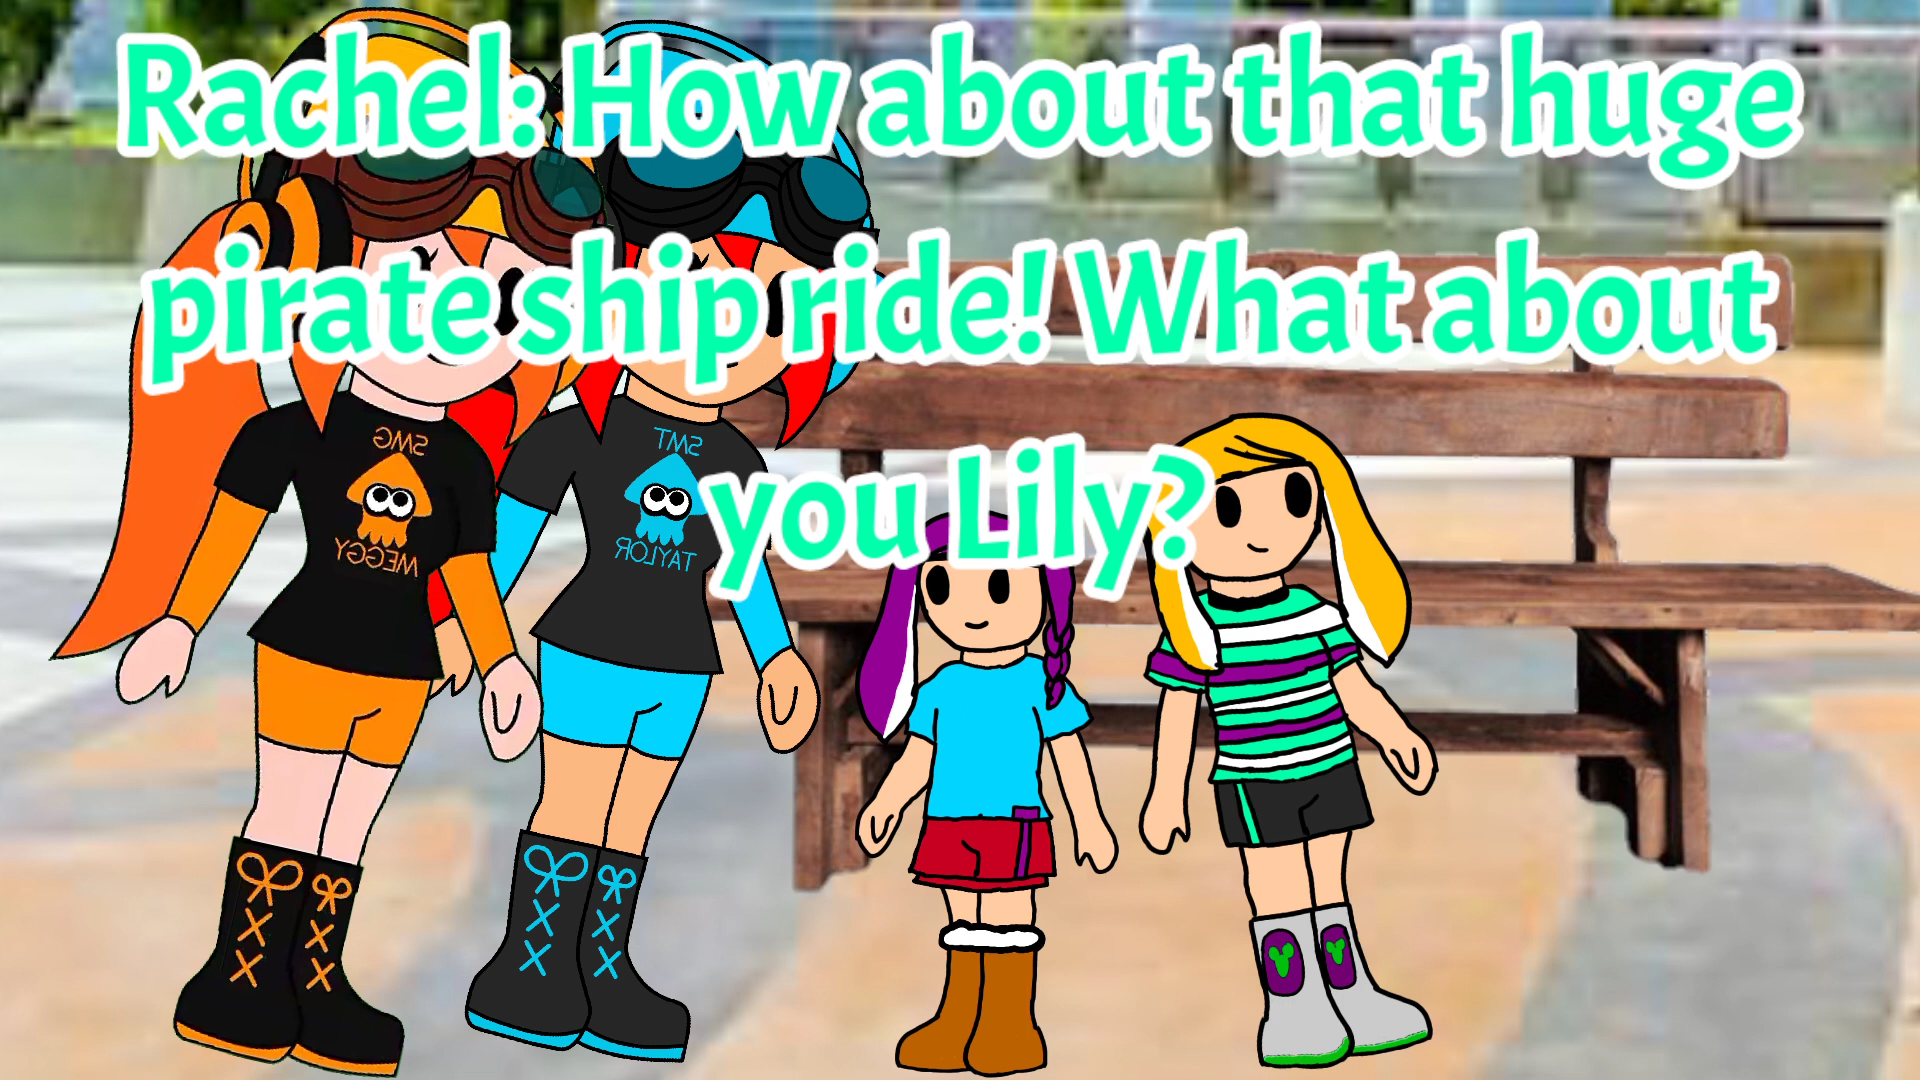 Rachel: How about that huge
pirate ship ride! What about
you Lily?
SMG
MEGGY
SMT
TAYLOR